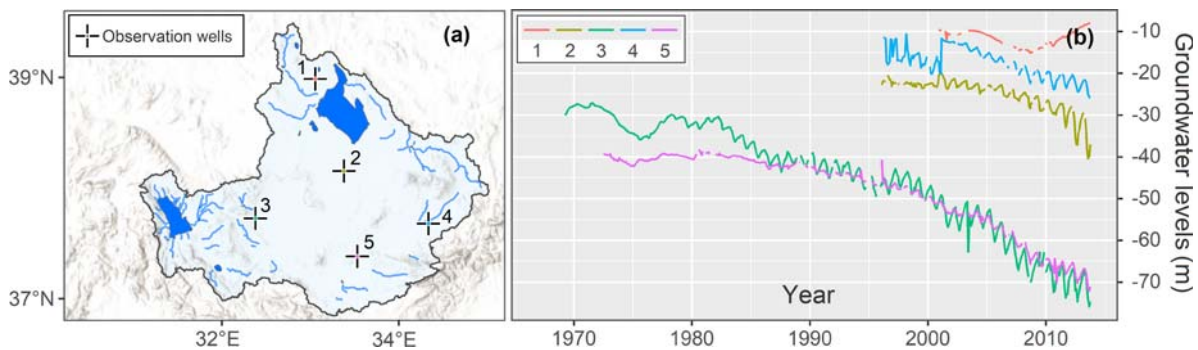 Observation wells
(a)
1
2
3
4
5
39°N
37°N
32°E
34°E
1 2 3 4 5
(b)
-10
-20
-30
-40
-50
-60
-70
Groundwater levels (m)
Year
1970 1980 1990 2000 2010